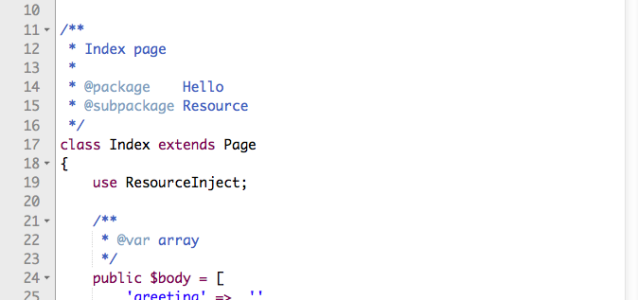 10
11 /**
12  * Index page
13  *
14  * @package    Hello
15  * @subpackage Resource
16  */
17 class Index extends Page
18 {
19     use ResourceInject;
20
21     /**
22      * @var array
23      */
24     public $body = [
25         'greeting' => ''